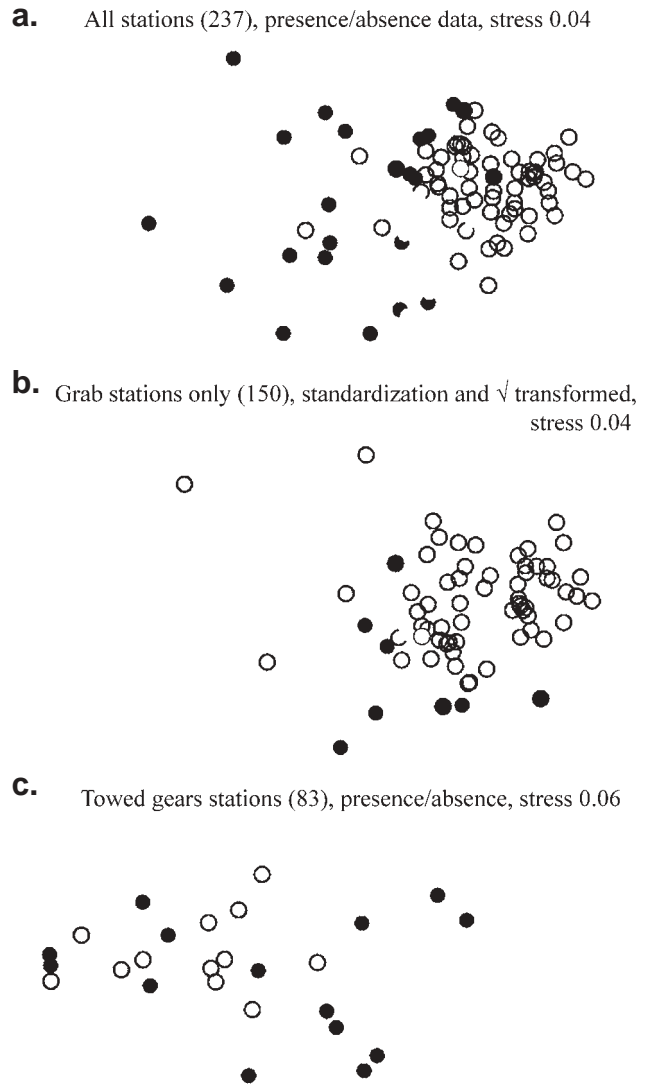 a.
All stations (237), presence/absence data, stress 0.04
b.
Grab stations only (150), standardization and √ transformed,
stress 0.04
c.
Towed gears stations (83), presence/absence, stress 0.06